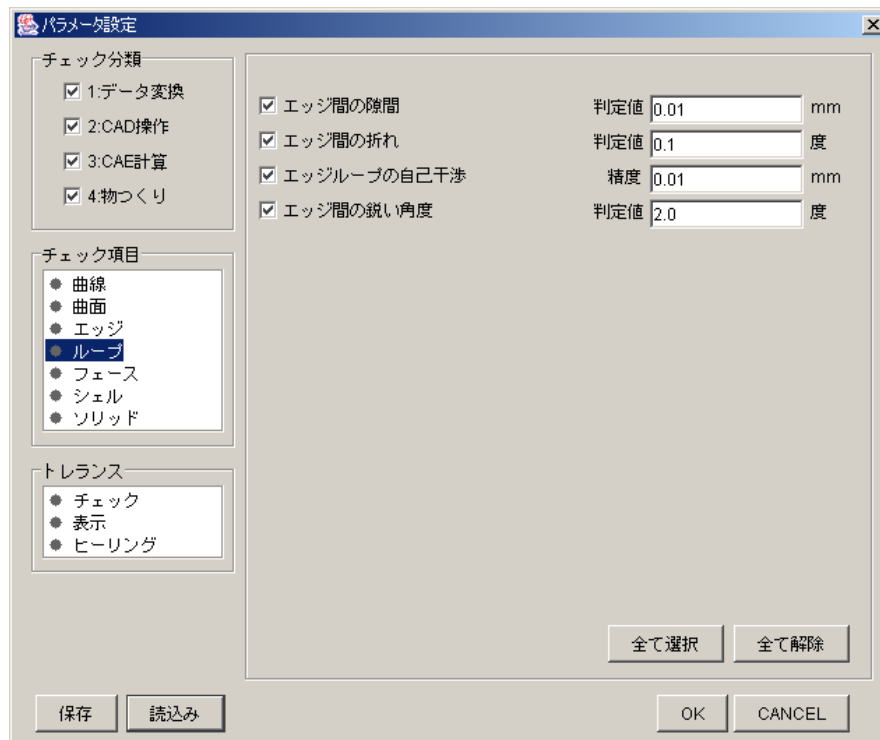 パラメータ設定
チェック分類
1:データ変換
2:CAD操作
3:CAE計算
4:物つくり
チェック項目
曲線
曲面
エッジ
ループ
フェース
シェル
ソリッド
トレランス
チェック
表示
ヒーリング
エッジ間の隙間 判定値 0.01 mm
エッジ間の折れ 判定値 0.1 度
エッジループの自己干渉 精度 0.01 mm
エッジ間の鋭い角度 判定値 2.0 度
全て選択 全て解除
保存 読込み OK CANCEL